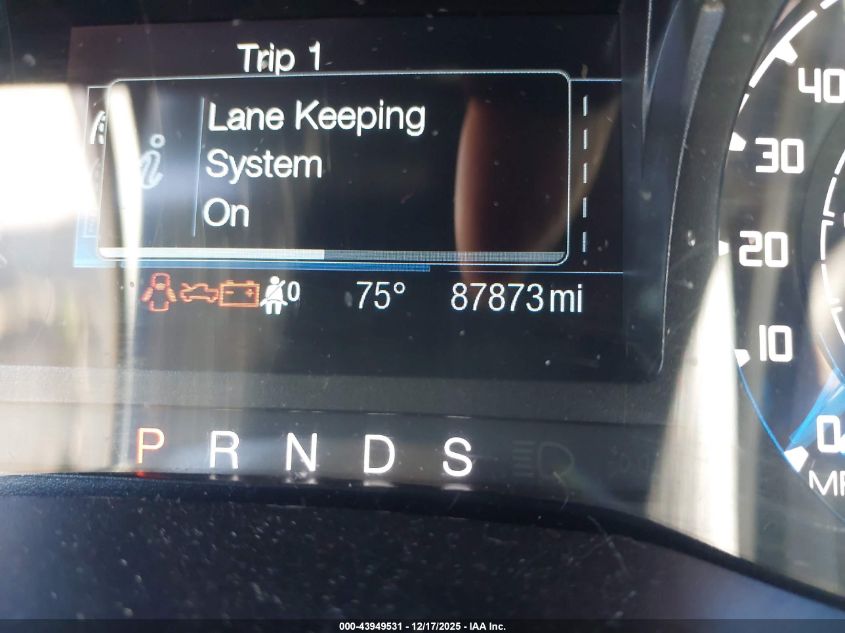 Trip 1
Lane Keeping
System
On
0 75° 87873 mi
P R N D S
40
30
20
10
0
000-43949531 - 12/17/2025 - IAA Inc.